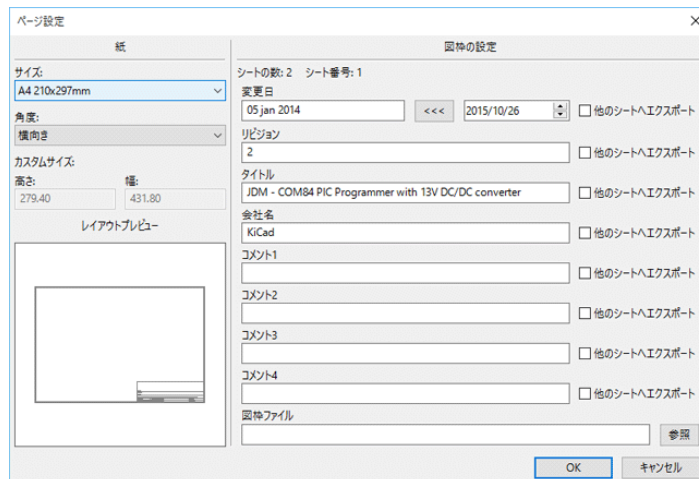 ページ設定
紙
サイズ:
A4 210x297mm
角度:
横向き
カスタムサイズ:
高さ: 幅:
279.40 431.80
レイアウトプレビュー
図枠の設定
シートの数: 2 シート番号: 1
変更日
05 jan 2014 <<< 2015/10/26 他のシートへエクスポート
リビジョン
2 他のシートへエクスポート
タイトル
JDM - COM84 PIC Programmer with 13V DC/DC converter 他のシートへエクスポート
会社名
KiCad 他のシートへエクスポート
コメント1
他のシートへエクスポート
コメント2
他のシートへエクスポート
コメント3
他のシートへエクスポート
コメント4
他のシートへエクスポート
図枠ファイル
参照
OK キャンセル